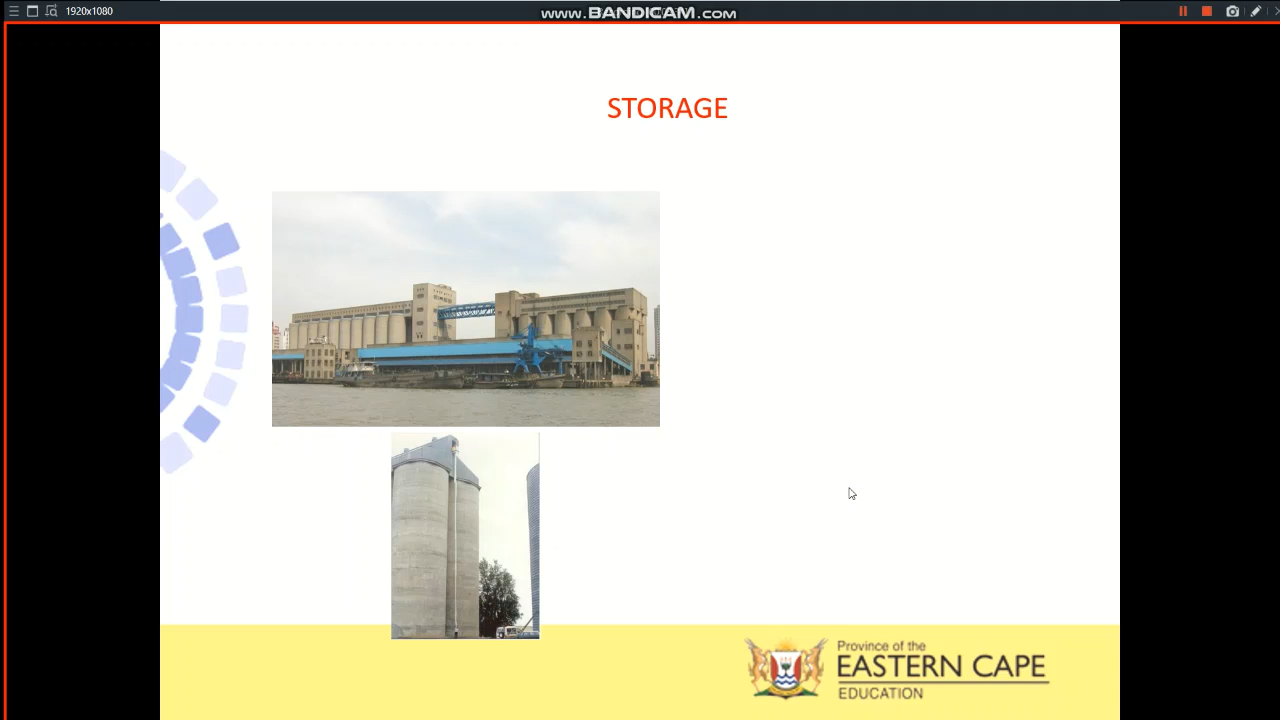 1920x1080
www.BANDICAM.com
STORAGE
Province of the
EASTERN CAPE
EDUCATION